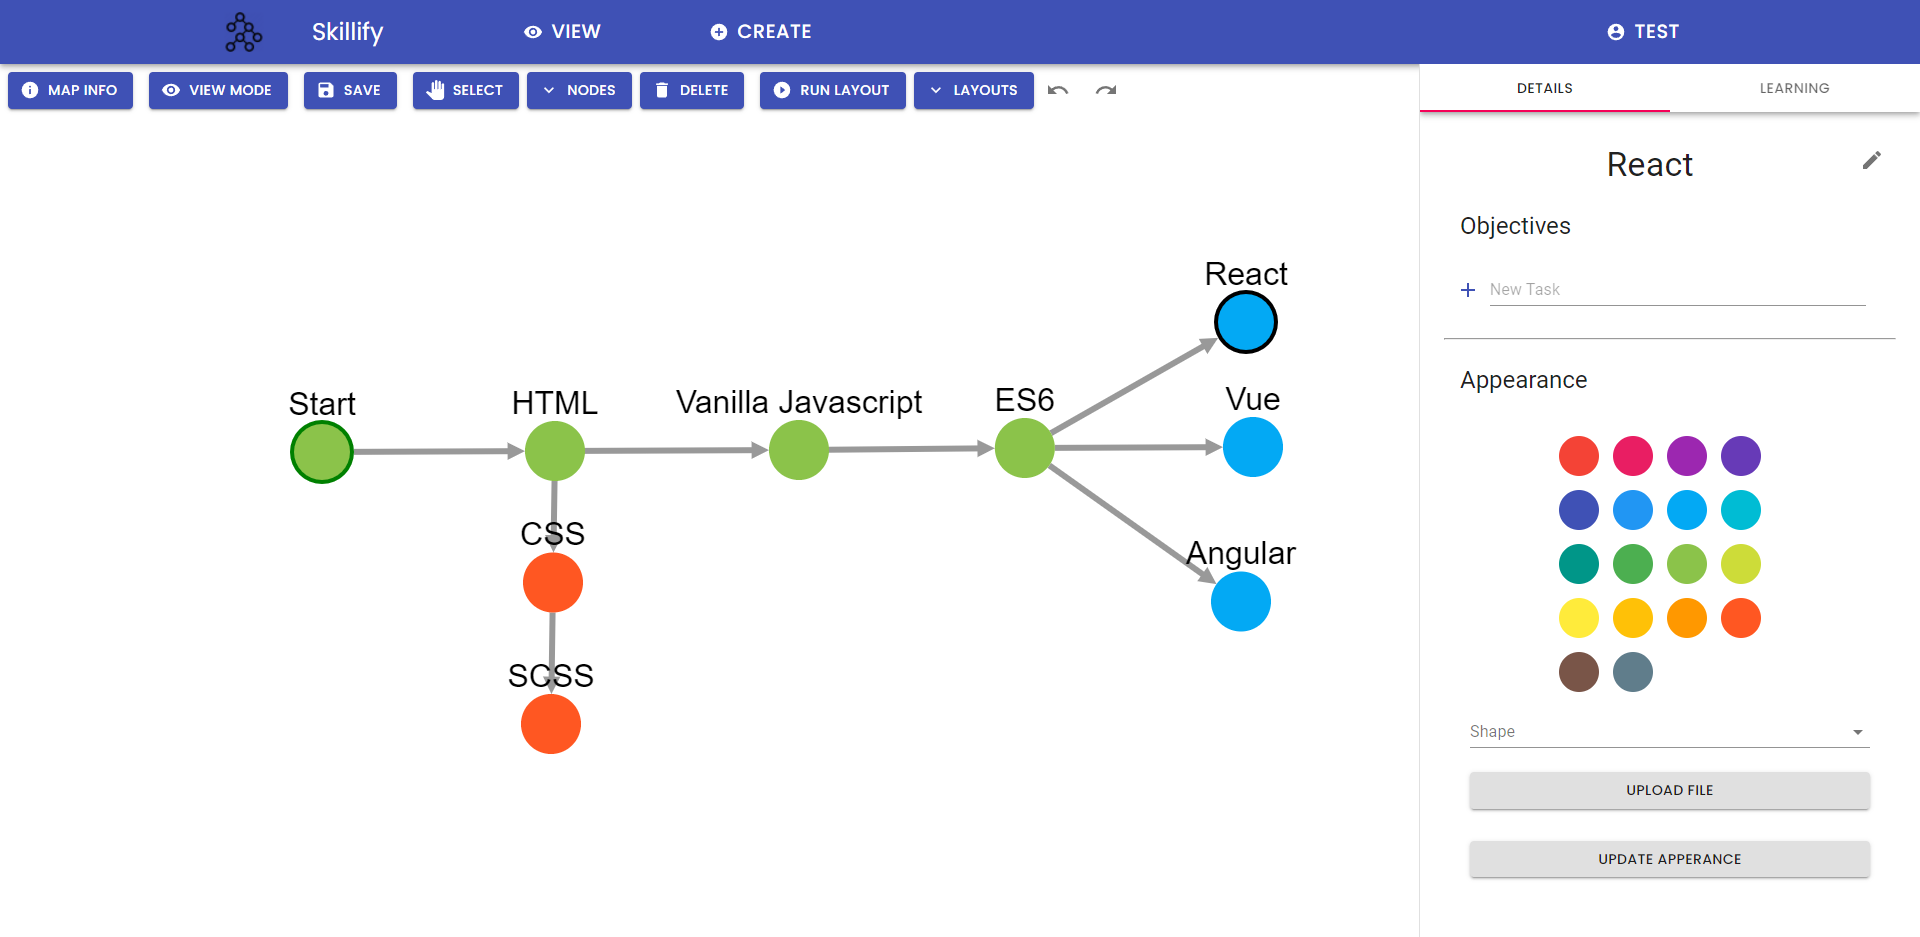 Skillify
VIEW
CREATE
TEST
MAP INFO
VIEW MODE
SAVE
SELECT
NODES
DELETE
RUN LAYOUT
LAYOUTS
DETAILS
LEARNING
React
Objectives
New Task
Appearance
Shape
UPLOAD FILE
UPDATE APPERANCE
React
Start
HTML
Vanilla Javascript
ES6
Vue
CSS
Angular
SCSS